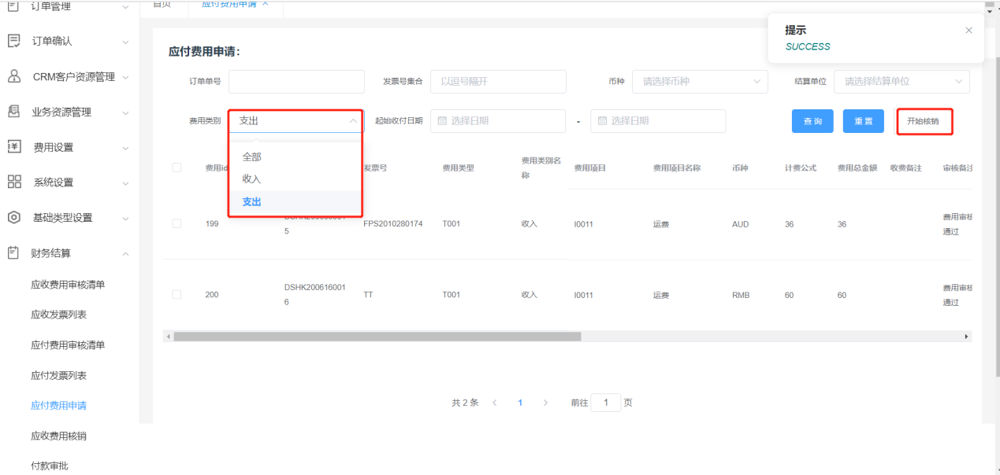 订单管理
首页
应付费用申请 ×
提示
SUCCESS
订单确认
CRM客户资源管理
业务资源管理
费用设置
系统设置
基础类型设置
财务结算
应收费用审核清单
应收发票列表
应付费用审核清单
应付发票列表
应付费用申请
应收费用核销
付款审批
应付费用申请:
订单单号
发票号集合 以逗号隔开
币种 请选择币种
结算单位 请选择结算单位
费用类别 支出
起始收付日期 选择日期 - 选择日期
查询 重置 开始核销
全部
收入
支出
费用id 发票号 费用类型 费用类别名称 费用项目 费用项目名称 币种 计费公式 费用总金额 收费备注 审核备注
199 5 FPS2010280174 T001 收入 I0011 运费 AUD 36 36 费用审核通过
200 DSHK2006160016 TT T001 收入 I0011 运费 RMB 60 60 费用审核通过
共 2 条 < 1 > 前往 1 页